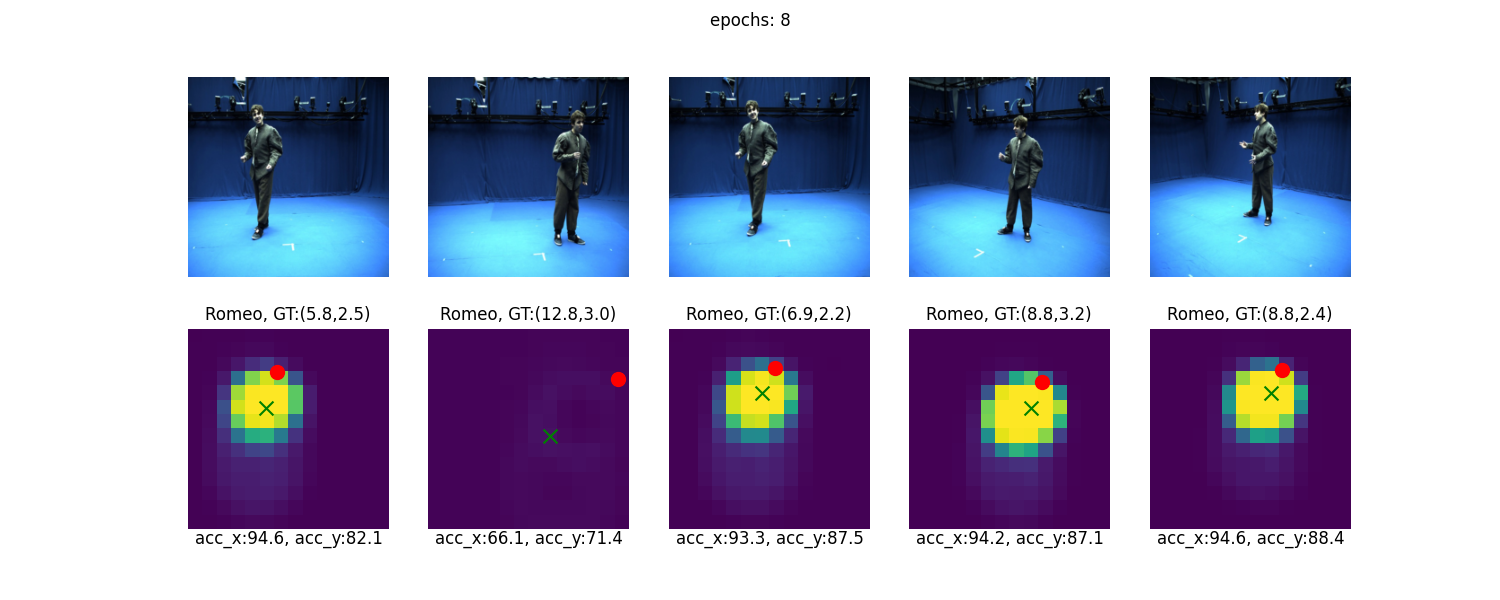 epochs: 8
Romeo, GT:(5.8,2.5)
Romeo, GT:(12.8,3.0)
Romeo, GT:(6.9,2.2)
Romeo, GT:(8.8,3.2)
Romeo, GT:(8.8,2.4)
acc_x:94.6, acc_y:82.1
acc_x:66.1, acc_y:71.4
acc_x:93.3, acc_y:87.5
acc_x:94.2, acc_y:87.1
acc_x:94.6, acc_y:88.4